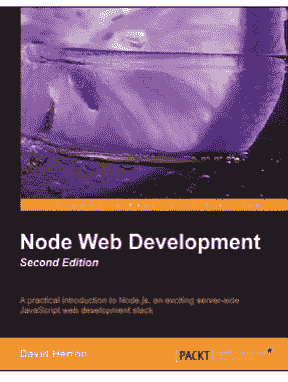 Node Web Development
Second Edition
A practical introduction to Node.js, an exciting server-side
JavaScript web development stack
David Herron
PACKT